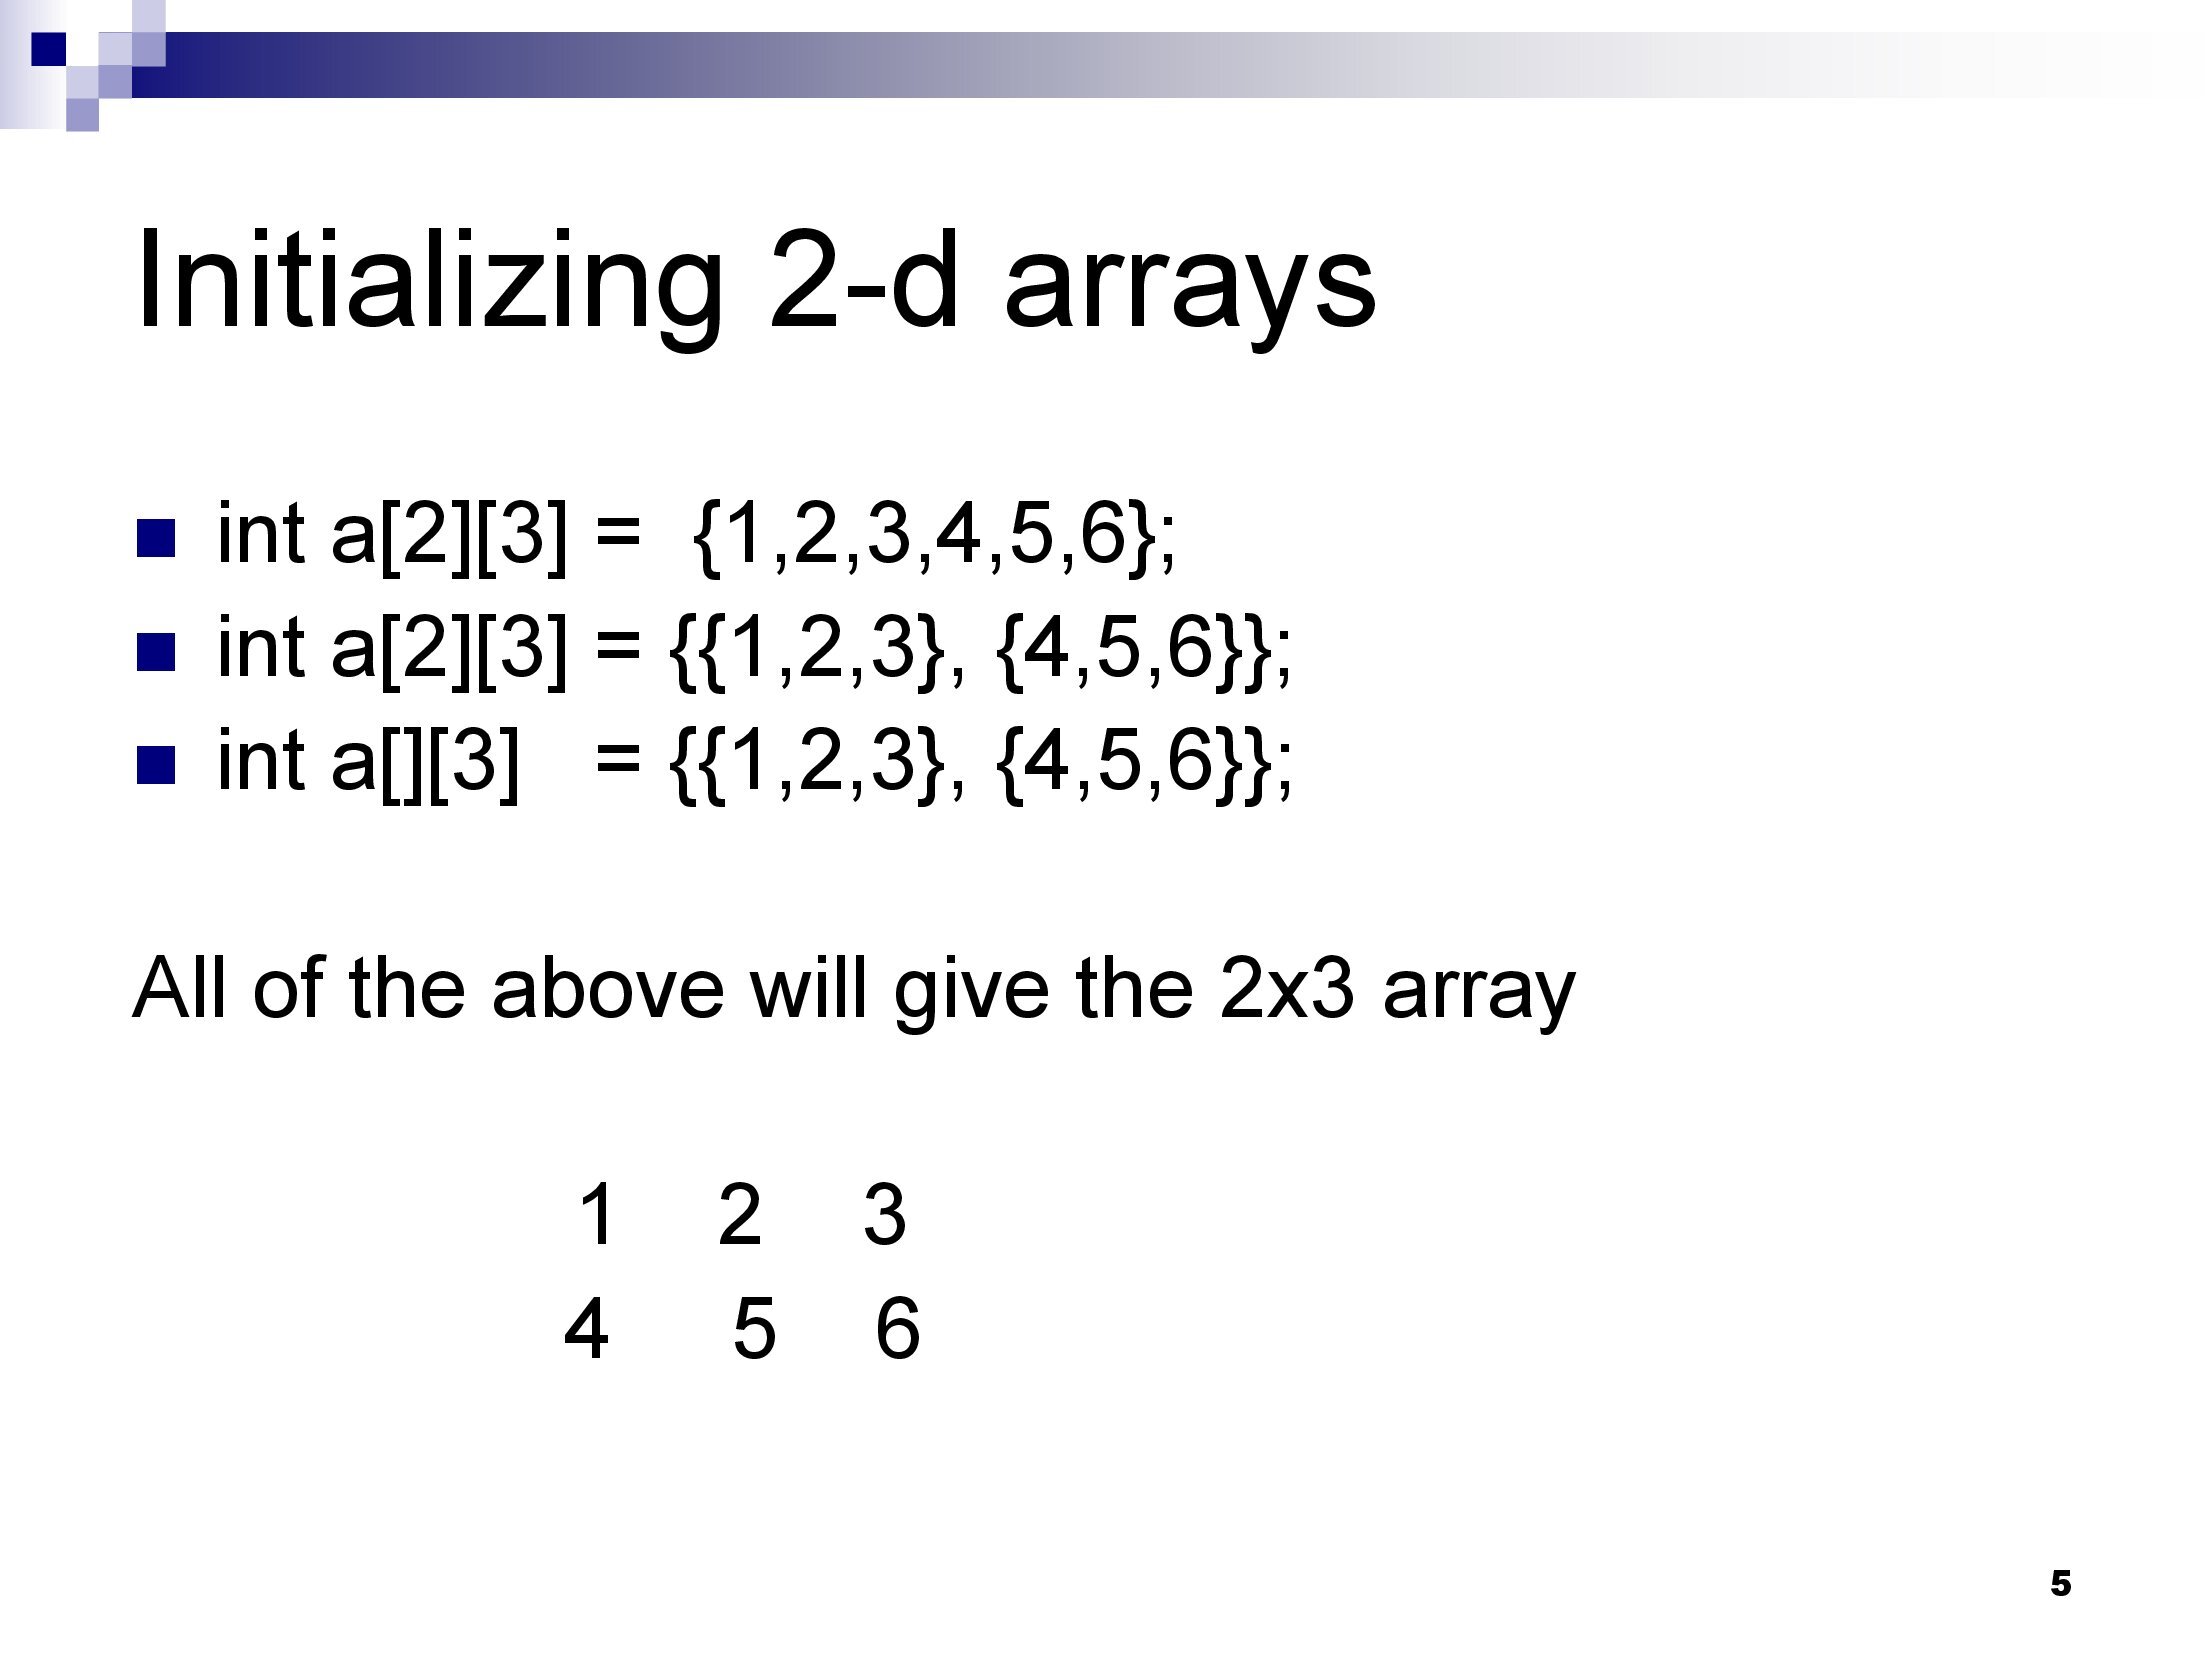 Initializing 2-d arrays
int a[2][3] =  {1,2,3,4,5,6};
int a[2][3] = {{1,2,3}, {4,5,6}};
int a[][3]   = {{1,2,3}, {4,5,6}};
All of the above will give the 2x3 array
1    2    3
4    5    6
5